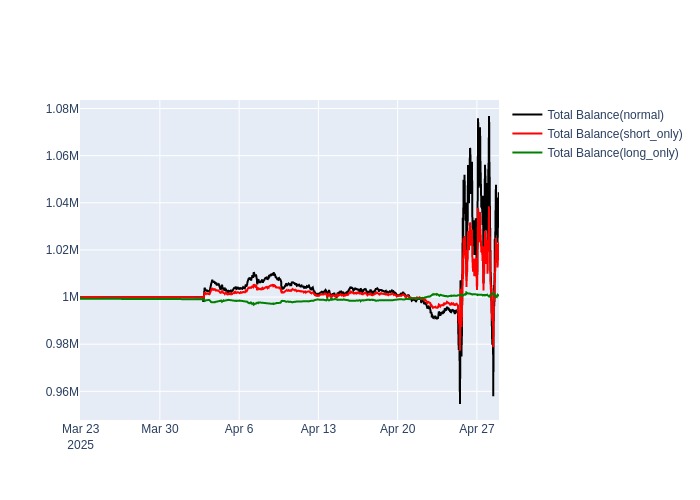 1.08M
1.06M
1.04M
1.02M
1M
0.98M
0.96M
Mar 23
2025
Mar 30
Apr 6
Apr 13
Apr 20
Apr 27
Total Balance(normal)
Total Balance(short_only)
Total Balance(long_only)